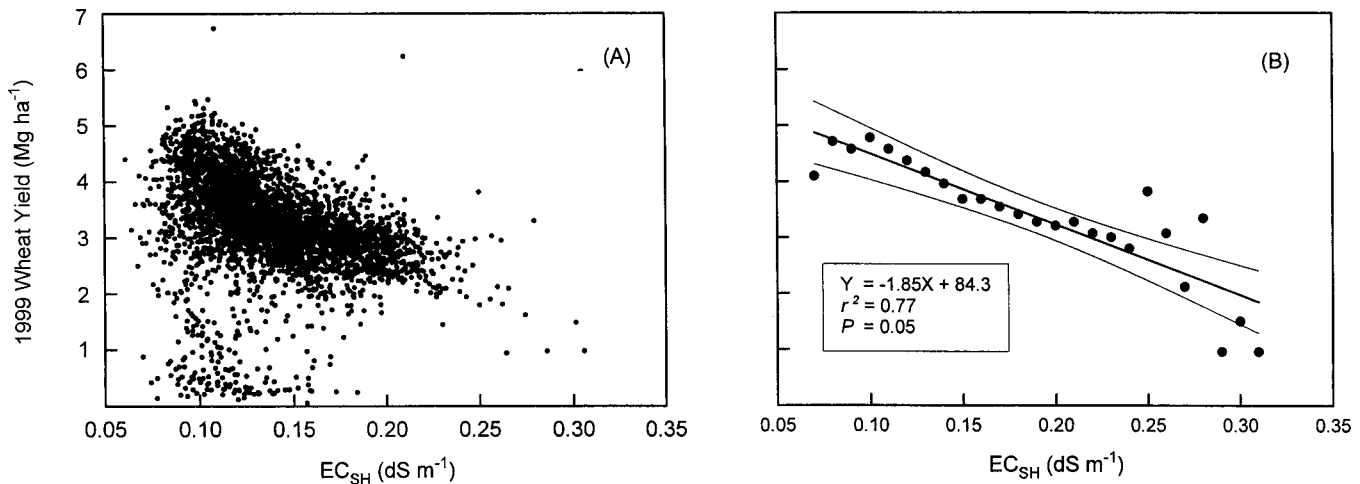 (A)
1999 Wheat Yield (Mg ha⁻¹)
7
6
5
4
3
2
1
0.05 0.10 0.15 0.20 0.25 0.30 0.35
EC_SH (dS m⁻¹)
(B)
Y = -1.85X + 84.3
r² = 0.77
P = 0.05
0.05 0.10 0.15 0.20 0.25 0.30 0.35
EC_SH (dS m⁻¹)